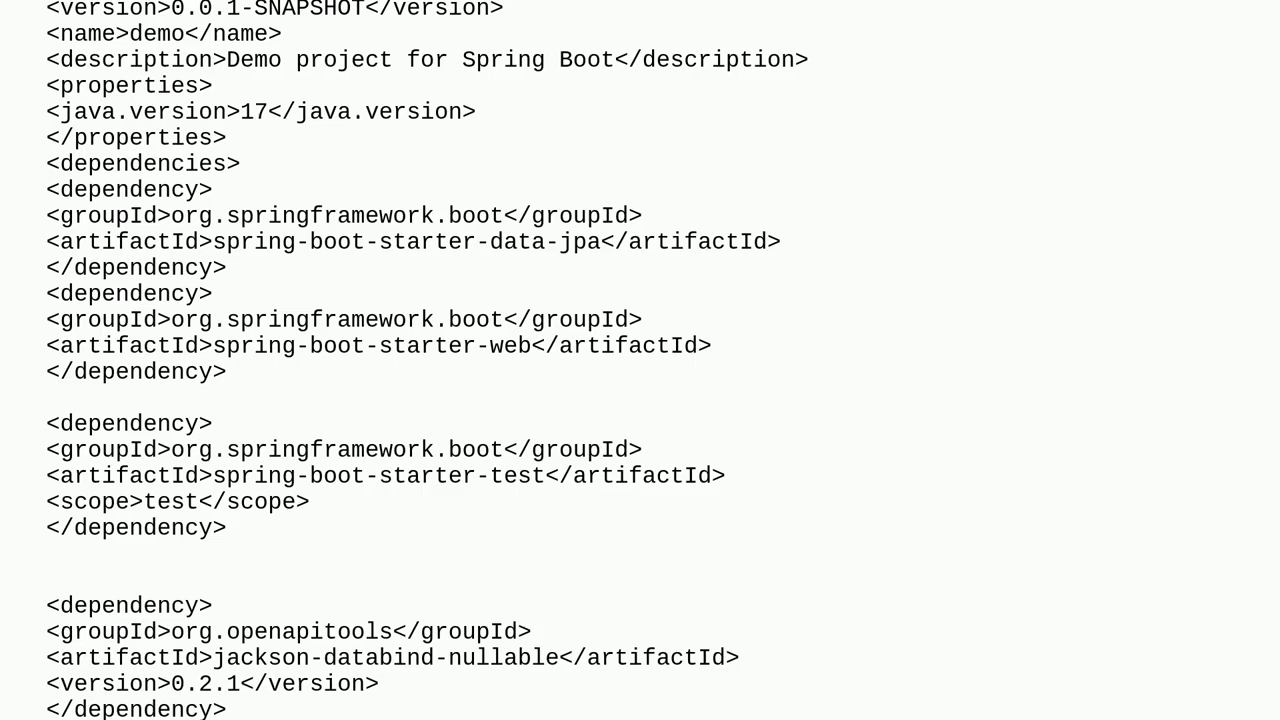 <version>0.0.1-SNAPSHOT</version>
<name>demo</name>
<description>Demo project for Spring Boot</description>
<properties>
<java.version>17</java.version>
</properties>
<dependencies>
<dependency>
<groupId>org.springframework.boot</groupId>
<artifactId>spring-boot-starter-data-jpa</artifactId>
</dependency>
<dependency>
<groupId>org.springframework.boot</groupId>
<artifactId>spring-boot-starter-web</artifactId>
</dependency>
<dependency>
<groupId>org.springframework.boot</groupId>
<artifactId>spring-boot-starter-test</artifactId>
<scope>test</scope>
</dependency>
<dependency>
<groupId>org.openapitools</groupId>
<artifactId>jackson-databind-nullable</artifactId>
<version>0.2.1</version>
</dependency>